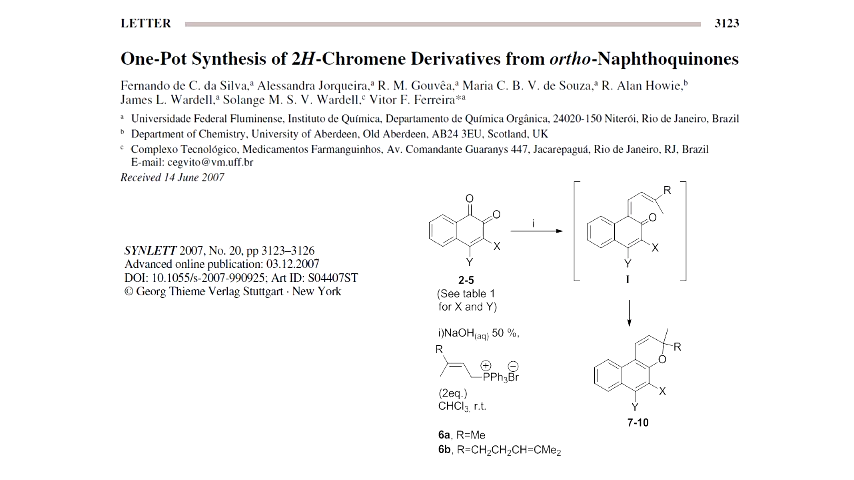 LETTER 3123
One-Pot Synthesis of 2H-Chromene Derivatives from ortho-Naphthoquinones
Fernando de C. da Silva,a Alessandra Jorqueira,a R. M. Gouvêa,a Maria C. B. V. de Souza,a R. Alan Howie,b
James L. Wardell,a Solange M. S. V. Wardell,c Vitor F. Ferreira*a
a Universidade Federal Fluminense, Instituto de Química, Departamento de Química Orgânica, 24020-150 Niterói, Rio de Janeiro, Brazil
b Department of Chemistry, University of Aberdeen, Old Aberdeen, AB24 3EU, Scotland, UK
c Complexo Tecnológico, Medicamentos Farmanguinhos, Av. Comandante Guaranys 447, Jacarepaguá, Rio de Janeiro, RJ, Brazil
E-mail: cegvito@vm.uff.br
Received 14 June 2007
SYNLETT 2007, No. 20, pp 3123–3126
Advanced online publication: 03.12.2007
DOI: 10.1055/s-2007-990925; Art ID: S04407ST
© Georg Thieme Verlag Stuttgart · New York
O
O
X
Y
2-5
(See table 1
for X and Y)
i
R
O
X
Y
I
i)NaOH(aq) 50 %,
R
+ −
PPh3Br
(2eq.)
CHCl3, r.t.
6a, R=Me
6b, R=CH2CH2CH=CMe2
R
O
X
Y
7-10